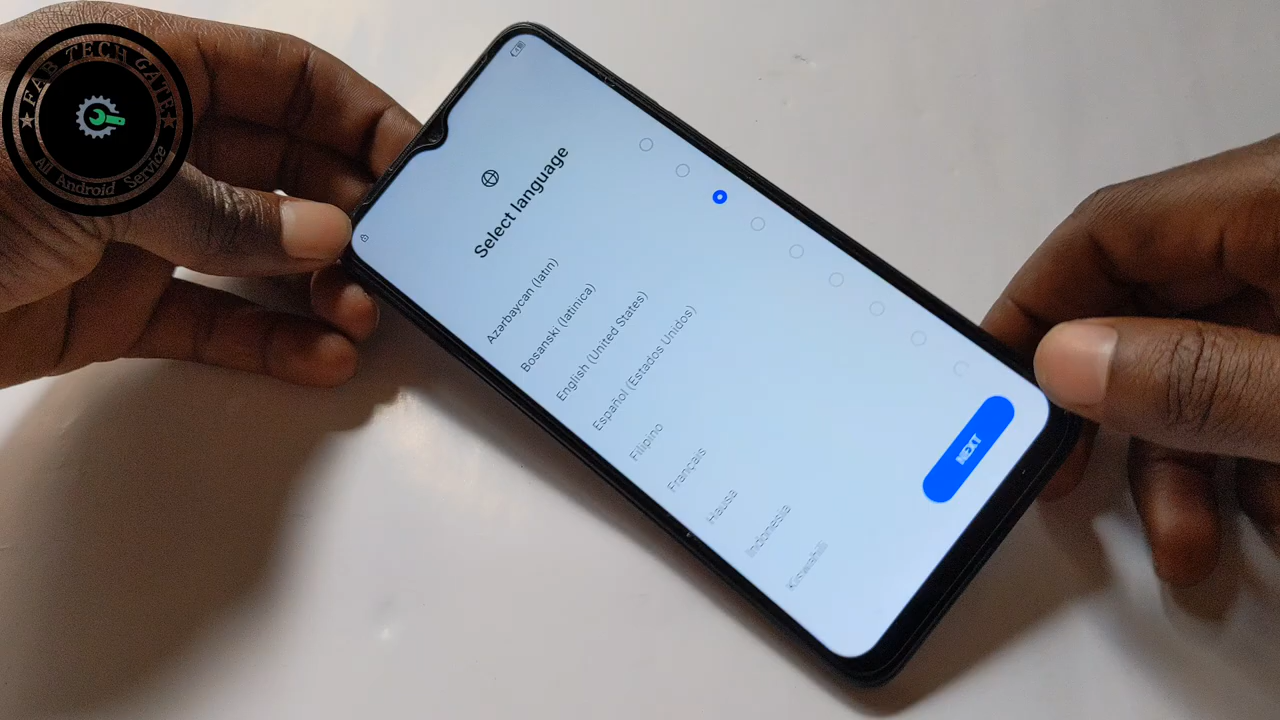 FAB TECH GATE
All Android Service
Select language
Azərbaycan (latın)
Bosanski (latinica)
English (United States)
Español (Estados Unidos)
Filipino
Français
Hausa
Indonesia
Kiswahili
NEXT